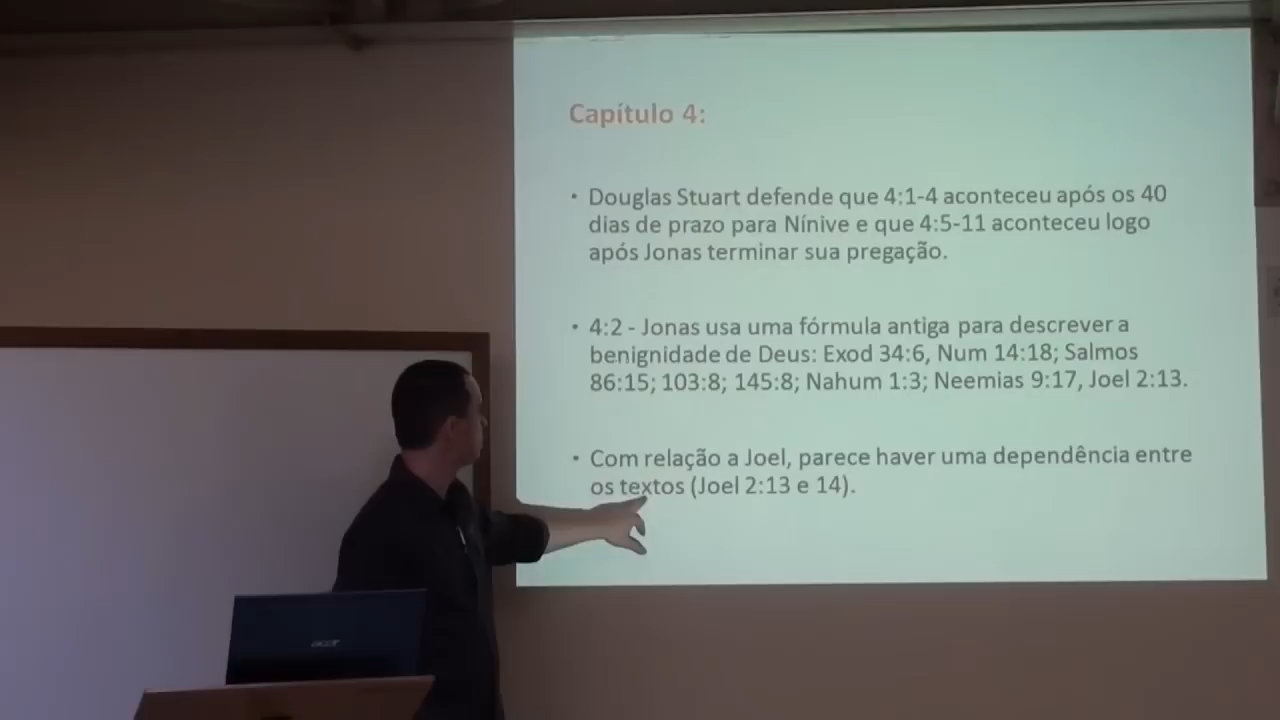 Capítulo 4:
• Douglas Stuart defende que 4:1-4 aconteceu após os 40
dias de prazo para Nínive e que 4:5-11 aconteceu logo
após Jonas terminar sua pregação.
• 4:2 - Jonas usa uma fórmula antiga para descrever a
benignidade de Deus: Exod 34:6, Num 14:18; Salmos
86:15; 103:8; 145:8; Nahum 1:3; Neemias 9:17, Joel 2:13.
• Com relação a Joel, parece haver uma dependência entre
os textos (Joel 2:13 e 14).
acer